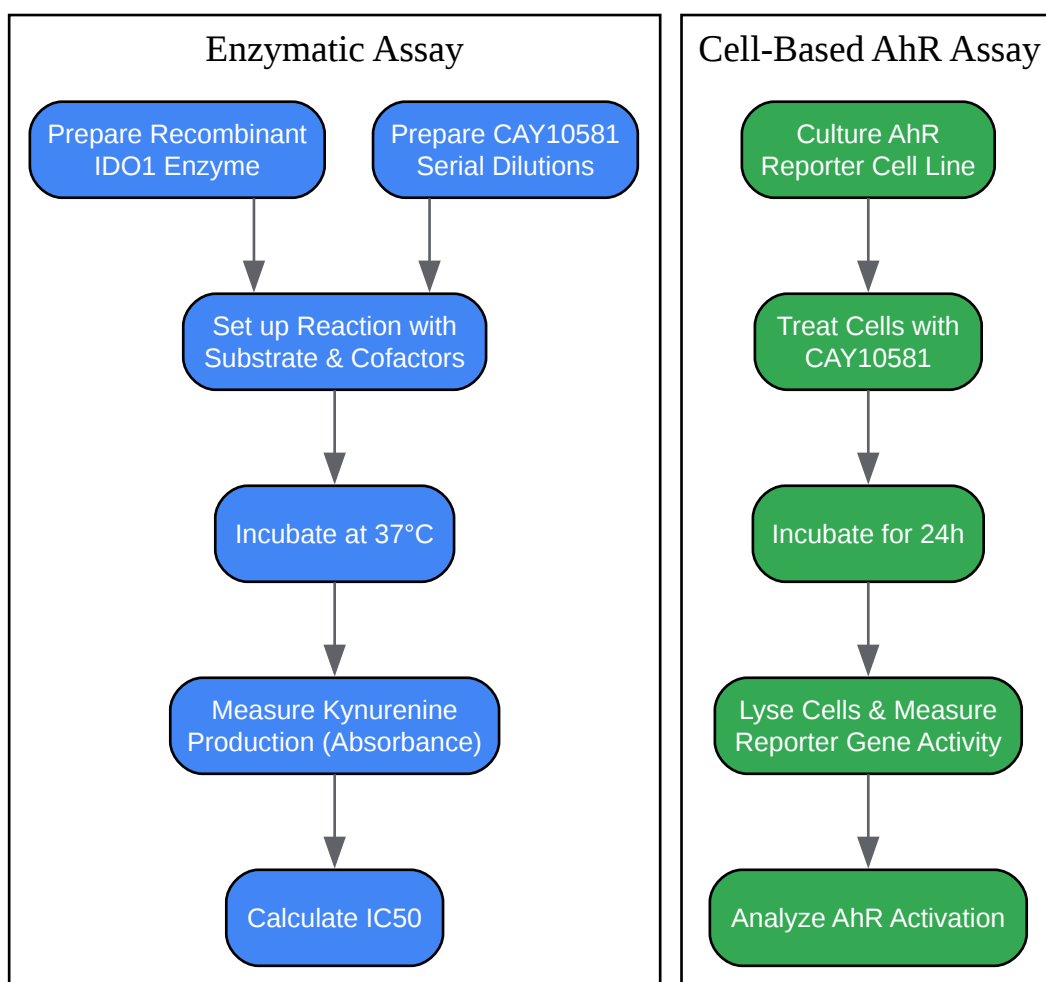 Enzymatic Assay
Prepare Recombinant
IDO1 Enzyme
Prepare CAY10581
Serial Dilutions
Set up Reaction with
Substrate & Cofactors
Incubate at 37°C
Measure Kynurenine
Production (Absorbance)
Calculate IC50
Cell-Based AhR Assay
Culture AhR
Reporter Cell Line
Treat Cells with
CAY10581
Incubate for 24h
Lyse Cells & Measure
Reporter Gene Activity
Analyze AhR Activation